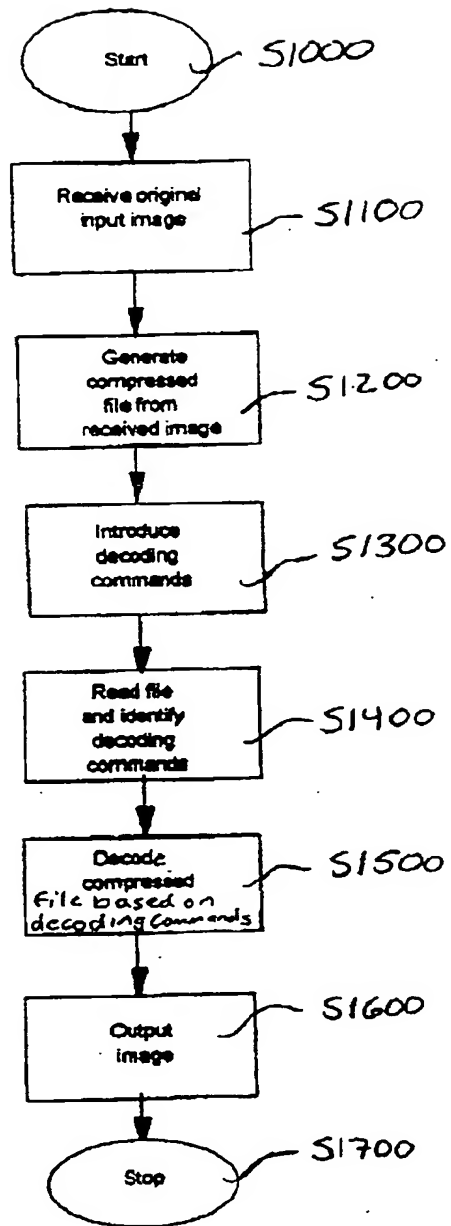 Start
S1000
Receive original
input image
S1100
Generate
compressed
file from
received image
S1200
Introduce
decoding
commands
S1300
Read file
and identify
decoding
commands
S1400
Decode
compressed
File based on
decoding Commands
S1500
Output
image
S1600
Stop
S1700